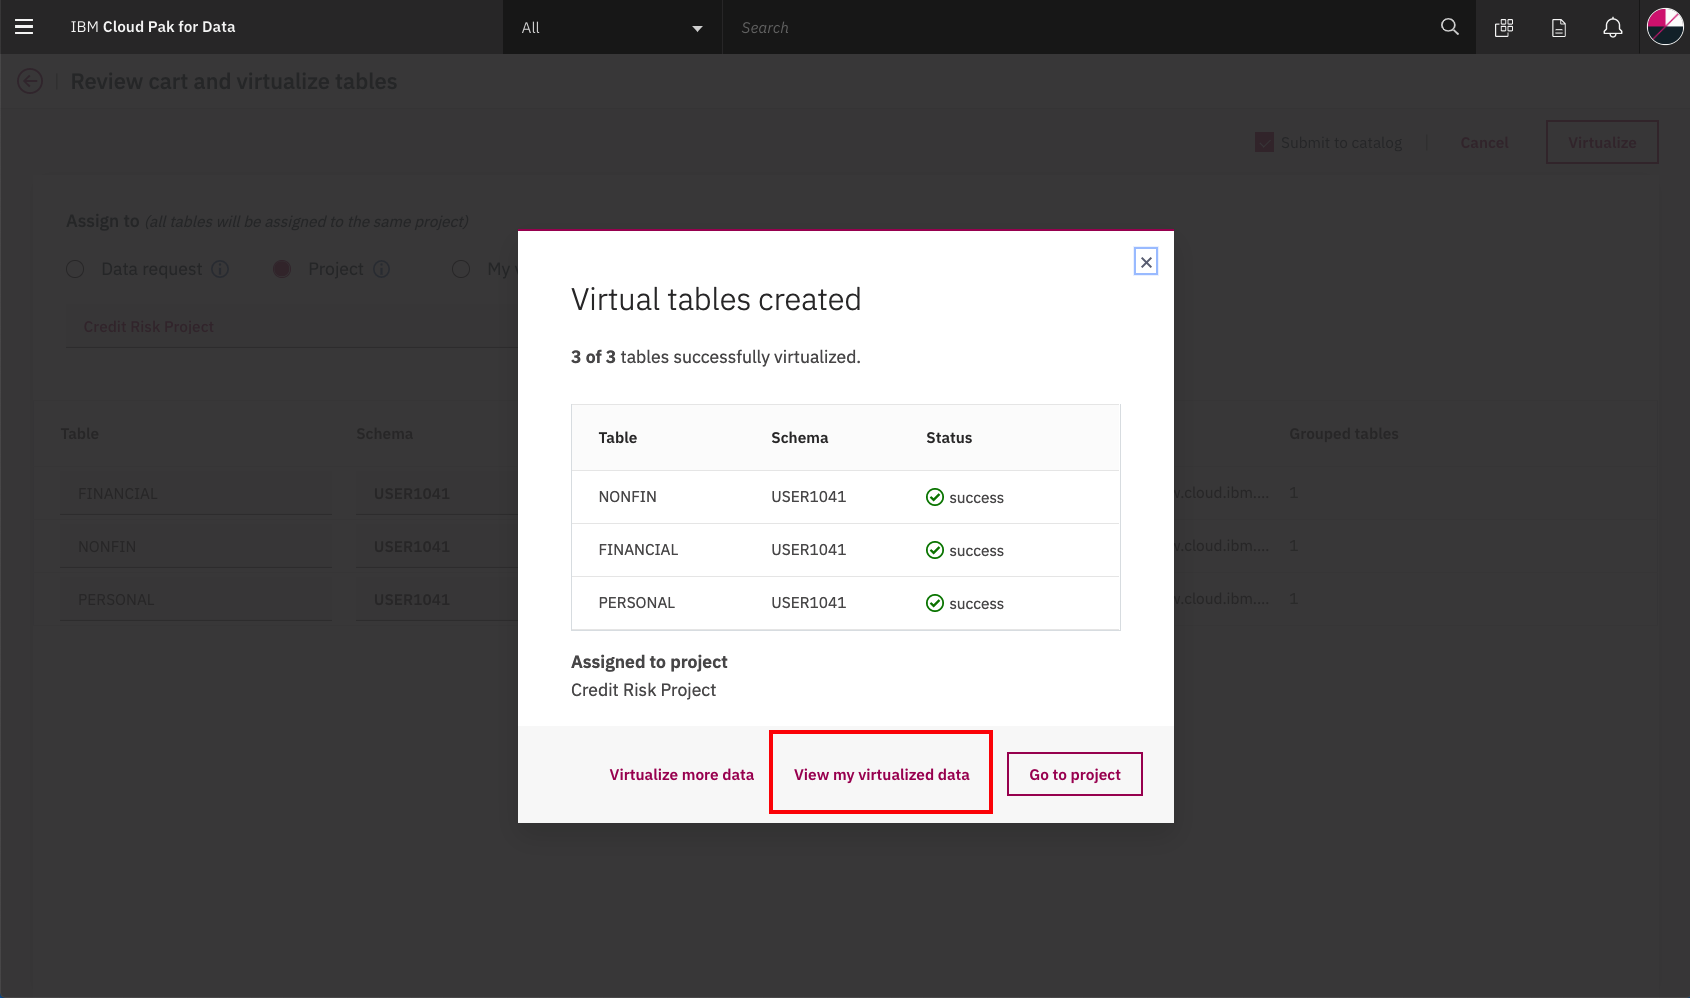 IBM Cloud Pak for Data
All
Search
Review cart and virtualize tables
Submit to catalog
Cancel
Virtualize
Assign to (all tables will be assigned to the same project)
Data request
Project
My
Credit Risk Project
Table Schema Grouped tables
FINANCIAL USER1041 .cloud.ibm.... 1
NONFIN USER1041 .cloud.ibm.... 1
PERSONAL USER1041 .cloud.ibm.... 1
Virtual tables created
3 of 3 tables successfully virtualized.
Table Schema Status
NONFIN USER1041 success
FINANCIAL USER1041 success
PERSONAL USER1041 success
Assigned to project
Credit Risk Project
Virtualize more data
View my virtualized data
Go to project